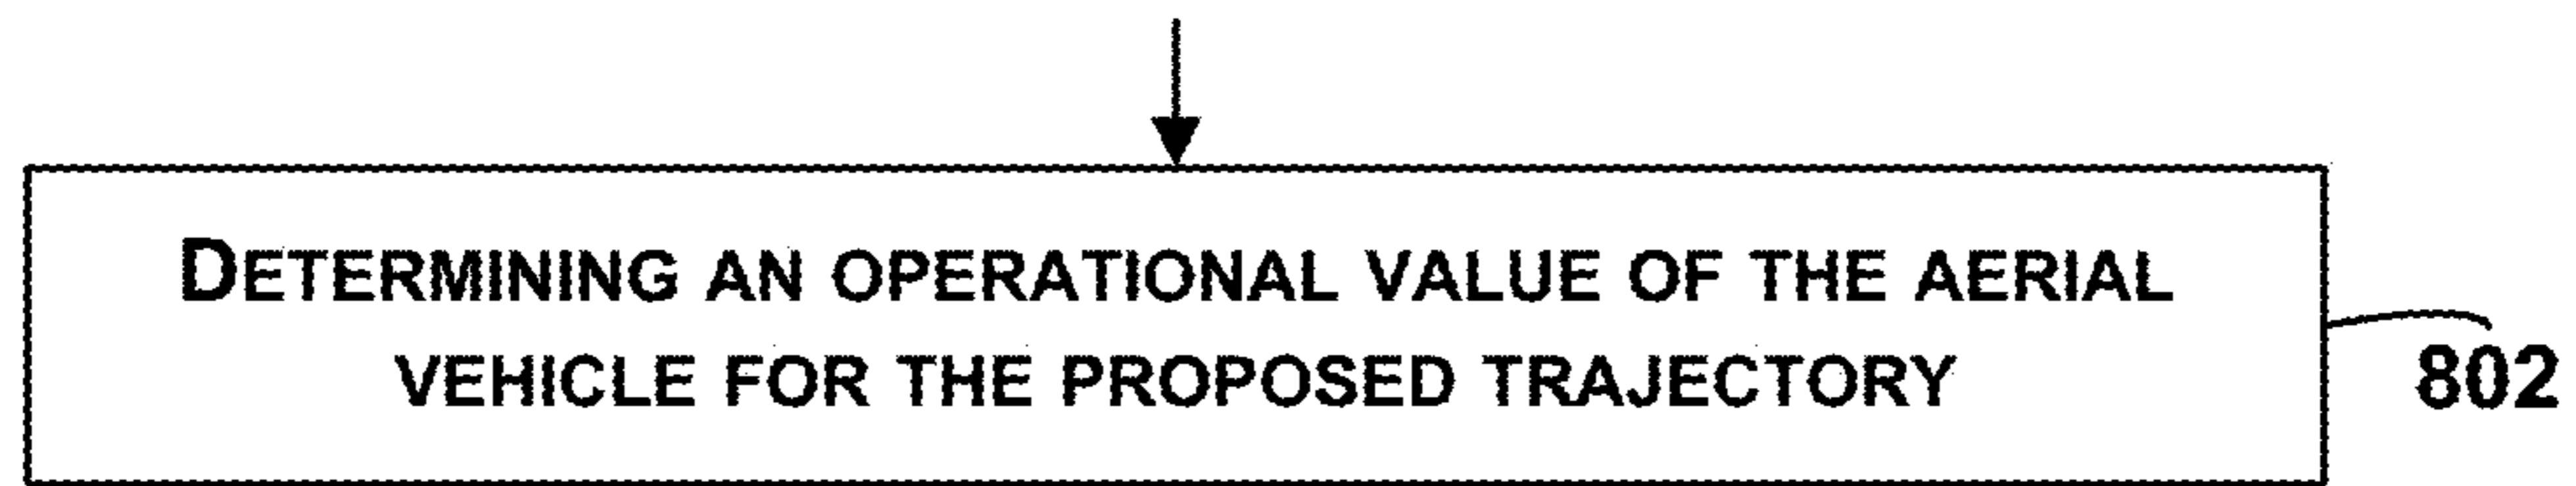 DETERMINING AN OPERATIONAL VALUE OF THE AERIAL
VEHICLE FOR THE PROPOSED TRAJECTORY
802